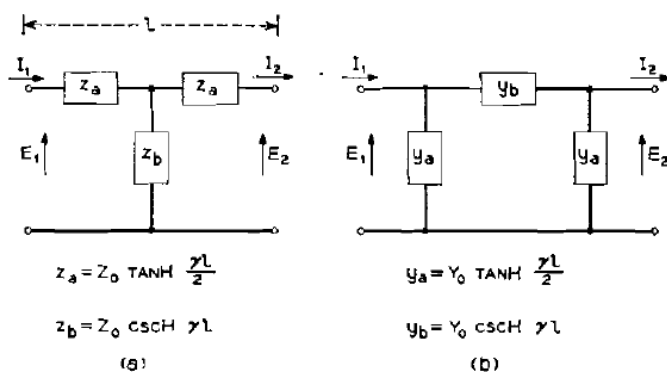 l
I₁ z_a z_a I₂
E₁ z_b E₂
z_a = Z₀ TANH γl/2
z_b = Z₀ CSCH γl
(a)
I₁ y_b I₂
E₁ y_a y_a E₂
y_a = Y₀ TANH γl/2
y_b = Y₀ CSCH γl
(b)